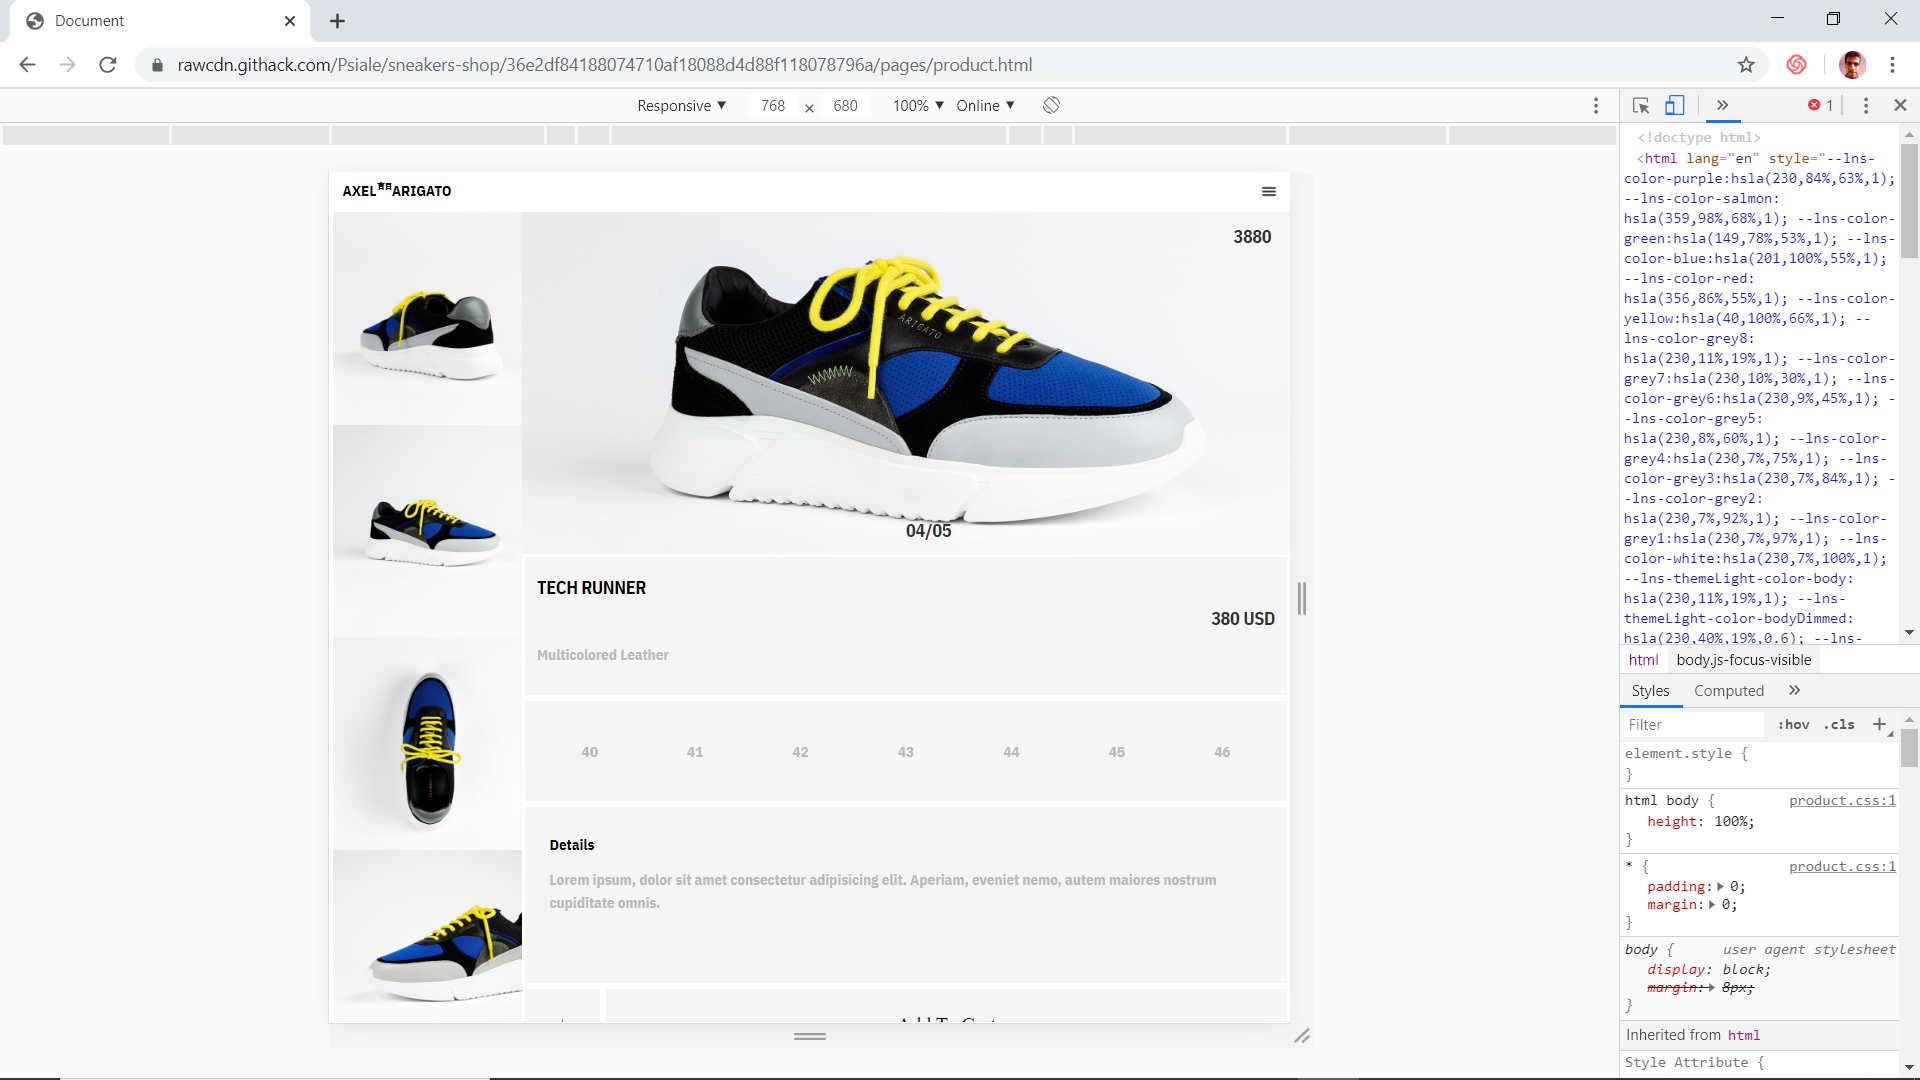 Document
rawcdn.githack.com/Psiale/sneakers-shop/36e2df84188074710af18088d4d88f118078796a/pages/product.html
Responsive ▼ 768 × 680 100% ▼ Online ▼
1
AXEL ARIGATO
3880
ARIGATO
04/05
TECH RUNNER
380 USD
Multicolored Leather
40 41 42 43 44 45 46
Details
Lorem ipsum, dolor sit amet consectetur adipisicing elit. Aperiam, eveniet nemo, autem maiores nostrum
cupiditate omnis.
Add To Cart
<!doctype html>
<html lang="en" style="--lns-
color-purple:hsla(230,84%,63%,1);
--lns-color-salmon:
hsla(359,98%,68%,1); --lns-color-
green:hsla(149,78%,53%,1); --lns-
color-blue:hsla(201,100%,55%,1);
--lns-color-red:
hsla(356,86%,55%,1); --lns-color-
yellow:hsla(40,100%,66%,1); --
lns-color-grey8:
hsla(230,11%,19%,1); --lns-color-
grey7:hsla(230,10%,30%,1); --lns-
color-grey6:hsla(230,9%,45%,1); -
-lns-color-grey5:
hsla(230,8%,60%,1); --lns-color-
grey4:hsla(230,7%,75%,1); --lns-
color-grey3:hsla(230,7%,84%,1); -
-lns-color-grey2:
hsla(230,7%,92%,1); --lns-color-
grey1:hsla(230,7%,97%,1); --lns-
color-white:hsla(230,7%,100%,1);
--lns-themeLight-color-body:
hsla(230,11%,19%,1); --lns-
themeLight-color-bodyDimmed:
hsla(230,40%,19%,0.6); --lns-
html body.js-focus-visible
Styles Computed
Filter :hov .cls +
element.style {
}
html body { product.css:1
height: 100%;
}
* { product.css:1
padding: 0;
margin: 0;
}
body { user agent stylesheet
display: block;
margin: 8px;
}
Inherited from html
Style Attribute {